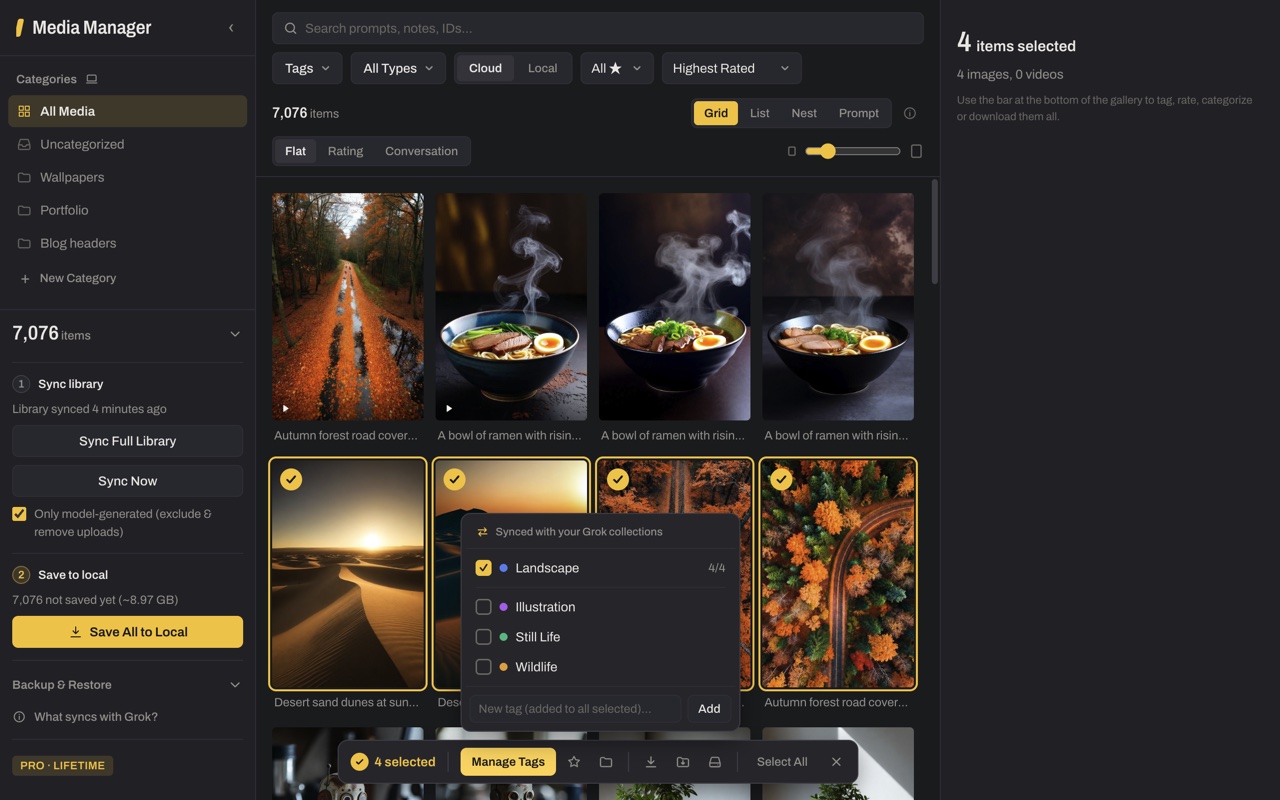 Media Manager
Categories
All Media
Uncategorized
Wallpapers
Portfolio
Blog headers
New Category
7,076 items
1 Sync library
Library synced 4 minutes ago
Sync Full Library
Sync Now
Only model-generated (exclude &
remove uploads)
2 Save to local
7,076 not saved yet (~8.97 GB)
Save All to Local
Backup & Restore
What syncs with Grok?
PRO · LIFETIME
Search prompts, notes, IDs...
Tags
All Types
Cloud
Local
All ★
Highest Rated
7,076 items
Grid
List
Nest
Prompt
Flat
Rating
Conversation
Autumn forest road cover...
A bowl of ramen with risin...
A bowl of ramen with risin...
A bowl of ramen with risin...
Desert sand dunes at sun...
Autumn forest road cover...
Synced with your Grok collections
Landscape 4/4
Illustration
Still Life
Wildlife
New tag (added to all selected)...
Add
4 selected
Manage Tags
Select All
4 items selected
4 images, 0 videos
Use the bar at the bottom of the gallery to tag, rate, categorize
or download them all.